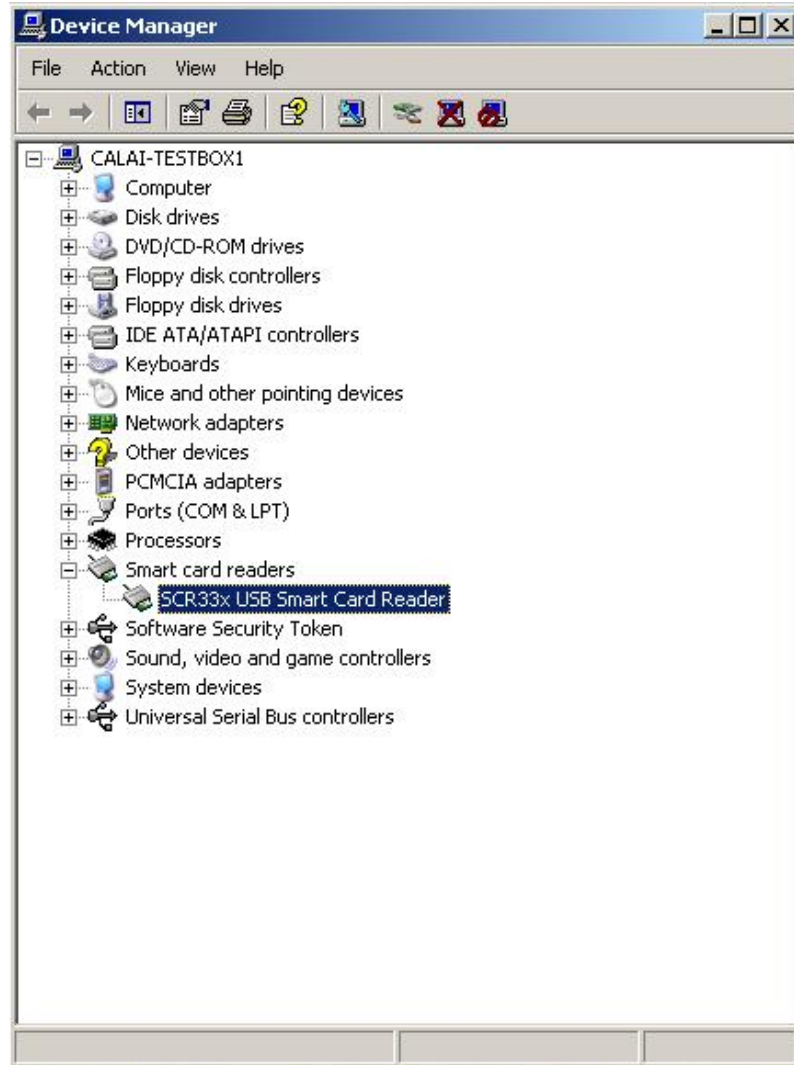 Device Manager
File Action View Help
CALAI-TESTBOX1
Computer
Disk drives
DVD/CD-ROM drives
Floppy disk controllers
Floppy disk drives
IDE ATA/ATAPI controllers
Keyboards
Mice and other pointing devices
Network adapters
Other devices
PCMCIA adapters
Ports (COM & LPT)
Processors
Smart card readers
SCR33x USB Smart Card Reader
Software Security Token
Sound, video and game controllers
System devices
Universal Serial Bus controllers